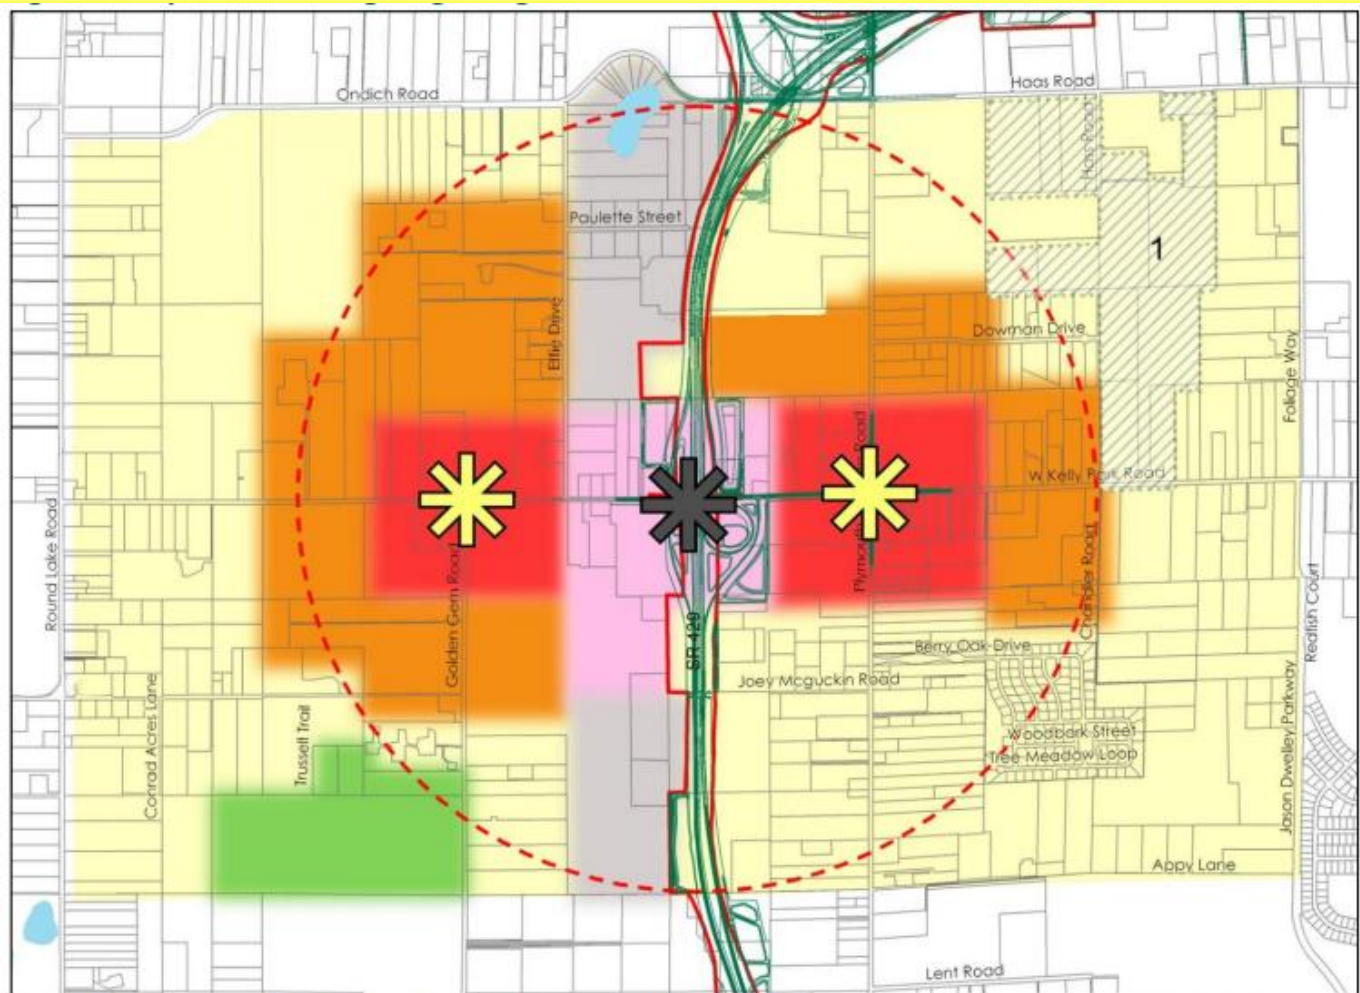 Ondich Road
Haas Road
Haas Road
Paulette Street
1
Effie Drive
Dowman Drive
Foliage Way
W Kelly Park Road
Round Lake Road
Golden Gem Road
Road
Chandler Road
Redfish Court
SR 429
Berry Oak Drive
Joey Mcguckin Road
Conrad Acres Lane
Trussell Trail
Woodbark Street
Tree Meadow Loop
Jason Dwelley Parkway
Appy Lane
Lent Road